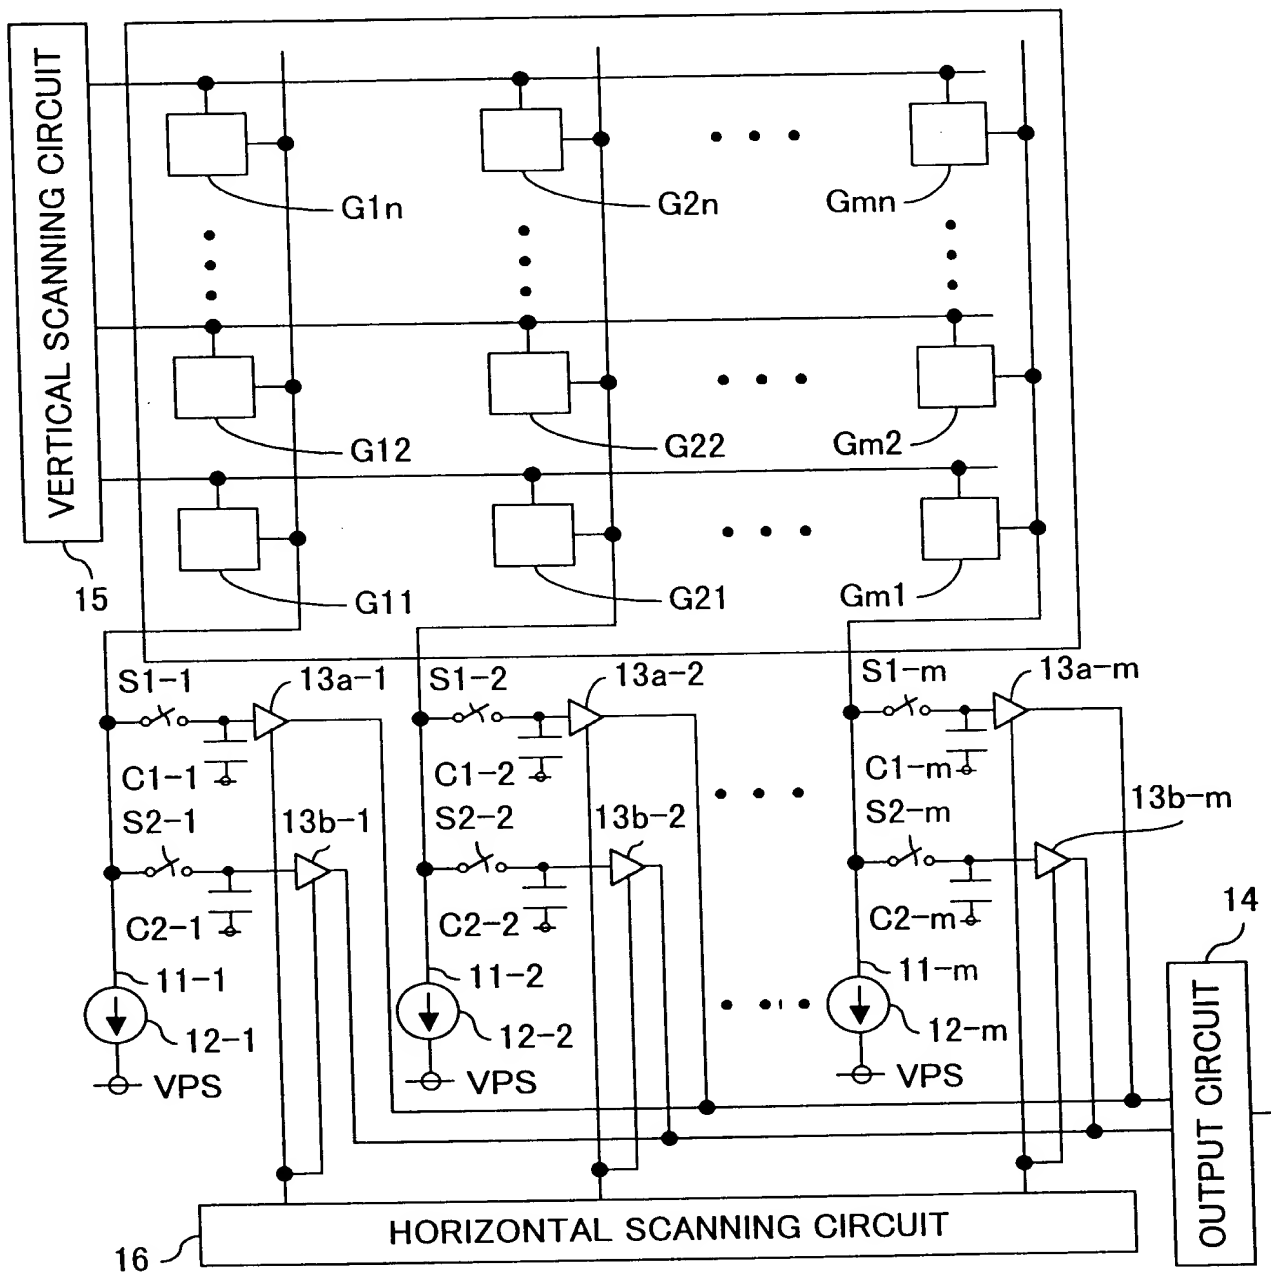 VERTICAL SCANNING CIRCUIT
15
G1n
G2n
Gmn
G12
G22
Gm2
G11
G21
Gm1
S1-1
13a-1
S1-2
13a-2
S1-m
13a-m
C1-1
C1-2
C1-m
S2-1
13b-1
S2-2
13b-2
S2-m
13b-m
C2-1
C2-2
C2-m
14
11-1
11-2
11-m
12-1
12-2
12-m
VPS
VPS
VPS
OUTPUT CIRCUIT
HORIZONTAL SCANNING CIRCUIT
16